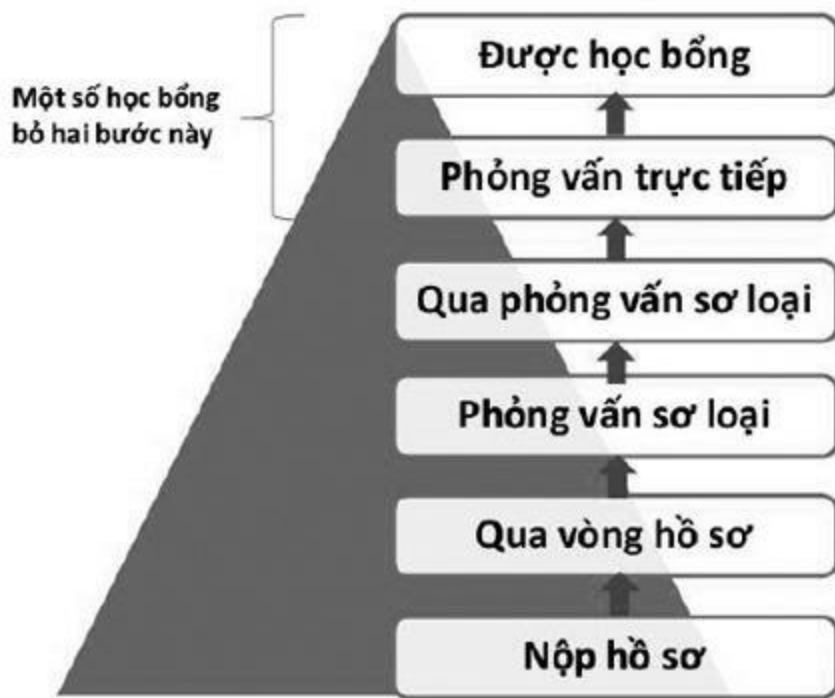 Được học bổng
Một số học bổng
bỏ hai bước này
Phỏng vấn trực tiếp
Qua phỏng vấn sơ loại
Phỏng vấn sơ loại
Qua vòng hồ sơ
Nộp hồ sơ